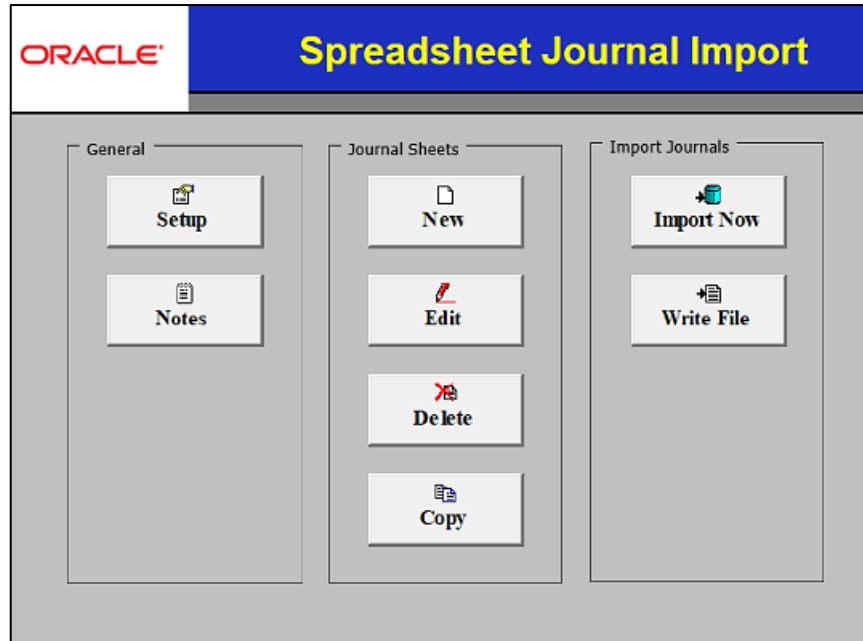 ORACLE®
Spreadsheet Journal Import
General
Setup
Notes
Journal Sheets
New
Edit
Delete
Copy
Import Journals
Import Now
Write File